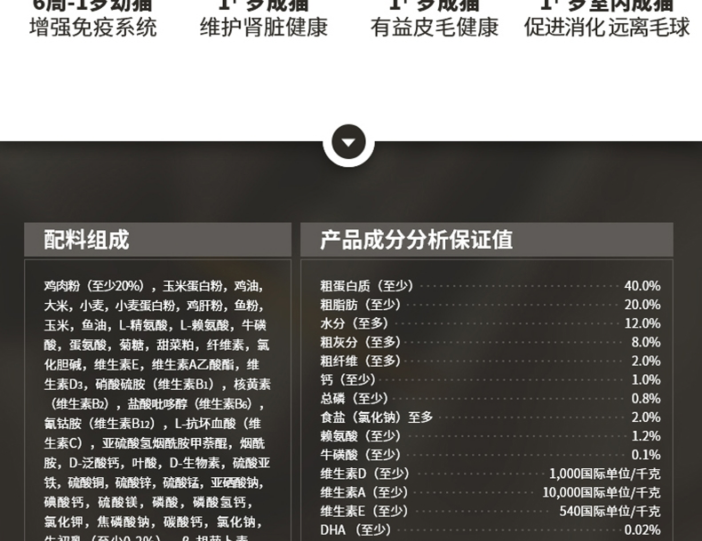 6周-1岁幼猫
1⁺ 岁成猫
1⁺ 岁成猫
1⁺ 岁室内成猫
增强免疫系统
维护肾脏健康
有益皮毛健康
促进消化 远离毛球
配料组成
鸡肉粉（至少20%），玉米蛋白粉，鸡油，
大米，小麦，小麦蛋白粉，鸡肝粉，鱼粉，
玉米，鱼油，L-精氨酸，L-赖氨酸，牛磺
酸，蛋氨酸，菊糖，甜菜粕，纤维素，氯
化胆碱，维生素E，维生素A乙酸酯，维
生素D3，硝酸硫胺（维生素B1），核黄素
（维生素B2），盐酸吡哆醇（维生素B6），
氰钴胺（维生素B12），L-抗坏血酸（维
生素C），亚硫酸氢烟酰胺甲萘醌，烟酰
胺，D-泛酸钙，叶酸，D-生物素，硫酸亚
铁，硫酸铜，硫酸锌，硫酸锰，亚硒酸钠，
碘酸钙，硫酸镁，磷酸，磷酸氢钙，
氯化钾，焦磷酸钠，碳酸钙，氯化钠，
产品成分分析保证值
粗蛋白质（至少） 40.0%
粗脂肪（至少） 20.0%
水分（至多） 12.0%
粗灰分（至多） 8.0%
粗纤维（至多） 2.0%
钙（至少） 1.0%
总磷（至少） 0.8%
食盐（氯化钠）至多 2.0%
赖氨酸（至少） 1.2%
牛磺酸（至少） 0.1%
维生素D（至少） 1,000国际单位/千克
维生素A（至少） 10,000国际单位/千克
维生素E（至少） 540国际单位/千克
DHA （至少） 0.02%